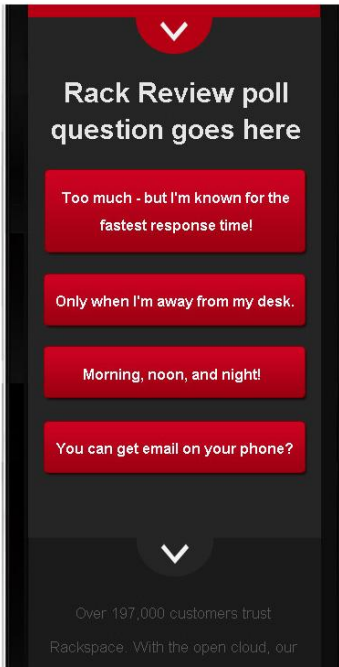 Rack Review poll
question goes here
Too much - but I'm known for the
fastest response time!
Only when I'm away from my desk.
Morning, noon, and night!
You can get email on your phone?
Over 197,000 customers trust
Rackspace. With the open cloud, our